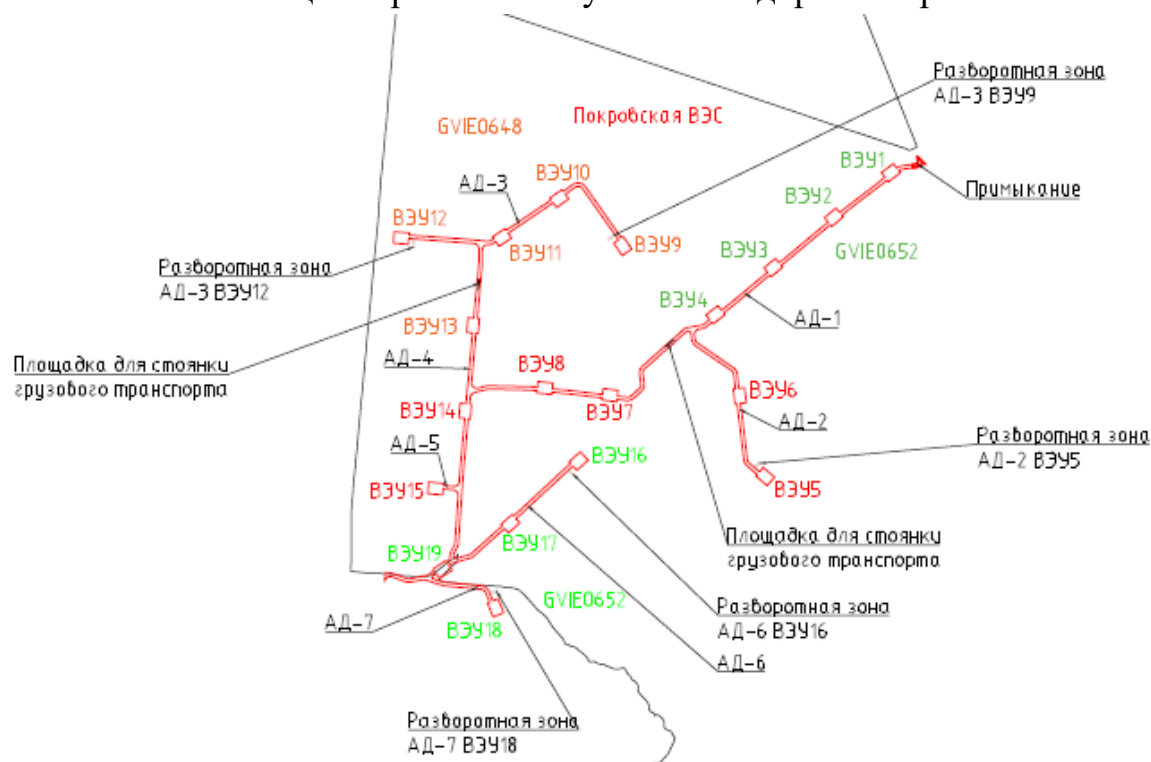 Разворотная зона
АД-3 ВЭУ9
Покровская ВЭС
GVIE0648
ВЭУ1
Примыкание
ВЭУ10
АД-3
ВЭУ2
ВЭУ12
ВЭУ11
ВЭУ9
ВЭУ3
GVIE0652
Разворотная зона
АД-3 ВЭУ12
ВЭУ4
АД-1
ВЭУ13
Площадка для стоянки
грузового транспорта
АД-4
ВЭУ8
ВЭУ6
ВЭУ14
ВЭУ7
АД-2
АД-5
Разворотная зона
АД-2 ВЭУ5
ВЭУ16
ВЭУ15
ВЭУ5
Площадка для стоянки
грузового транспорта
ВЭУ17
ВЭУ19
GVIE0652
Разворотная зона
АД-6 ВЭУ16
АД-7
ВЭУ18
АД-6
Разворотная зона
АД-7 ВЭУ18